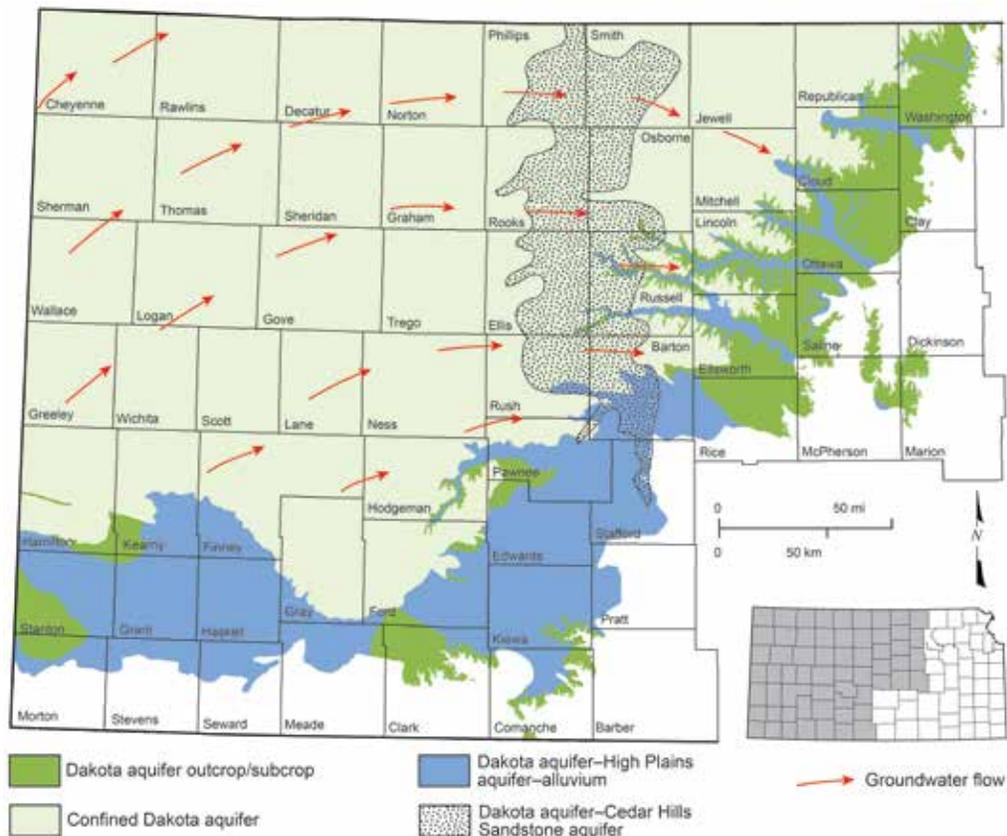 Phillips
Smith
Cheyenne
Rawlins
Decatur
Norton
Jewell
Republican
Washington
Osborne
Cloud
Sherman
Thomas
Sheridan
Graham
Rooks
Mitchell
Lincoln
Clay
Ottawa
Wallace
Logan
Gove
Trego
Ellis
Russell
Saline
Dickinson
Barton
Ellsworth
Greeley
Wichita
Scott
Lane
Ness
Rush
Rice
McPherson
Marion
Pawnee
Hodgeman
Stafford
Hamilton
Kearny
Finney
Edwards
Gray
Ford
Stanton
Grant
Haskell
Kiowa
Pratt
Morton
Stevens
Seward
Meade
Clark
Comanche
Barber
0
50 mi
0
50 km
N
Dakota aquifer outcrop/subcrop
Confined Dakota aquifer
Dakota aquifer–High Plains
aquifer–alluvium
Dakota aquifer–Cedar Hills
Sandstone aquifer
Groundwater flow